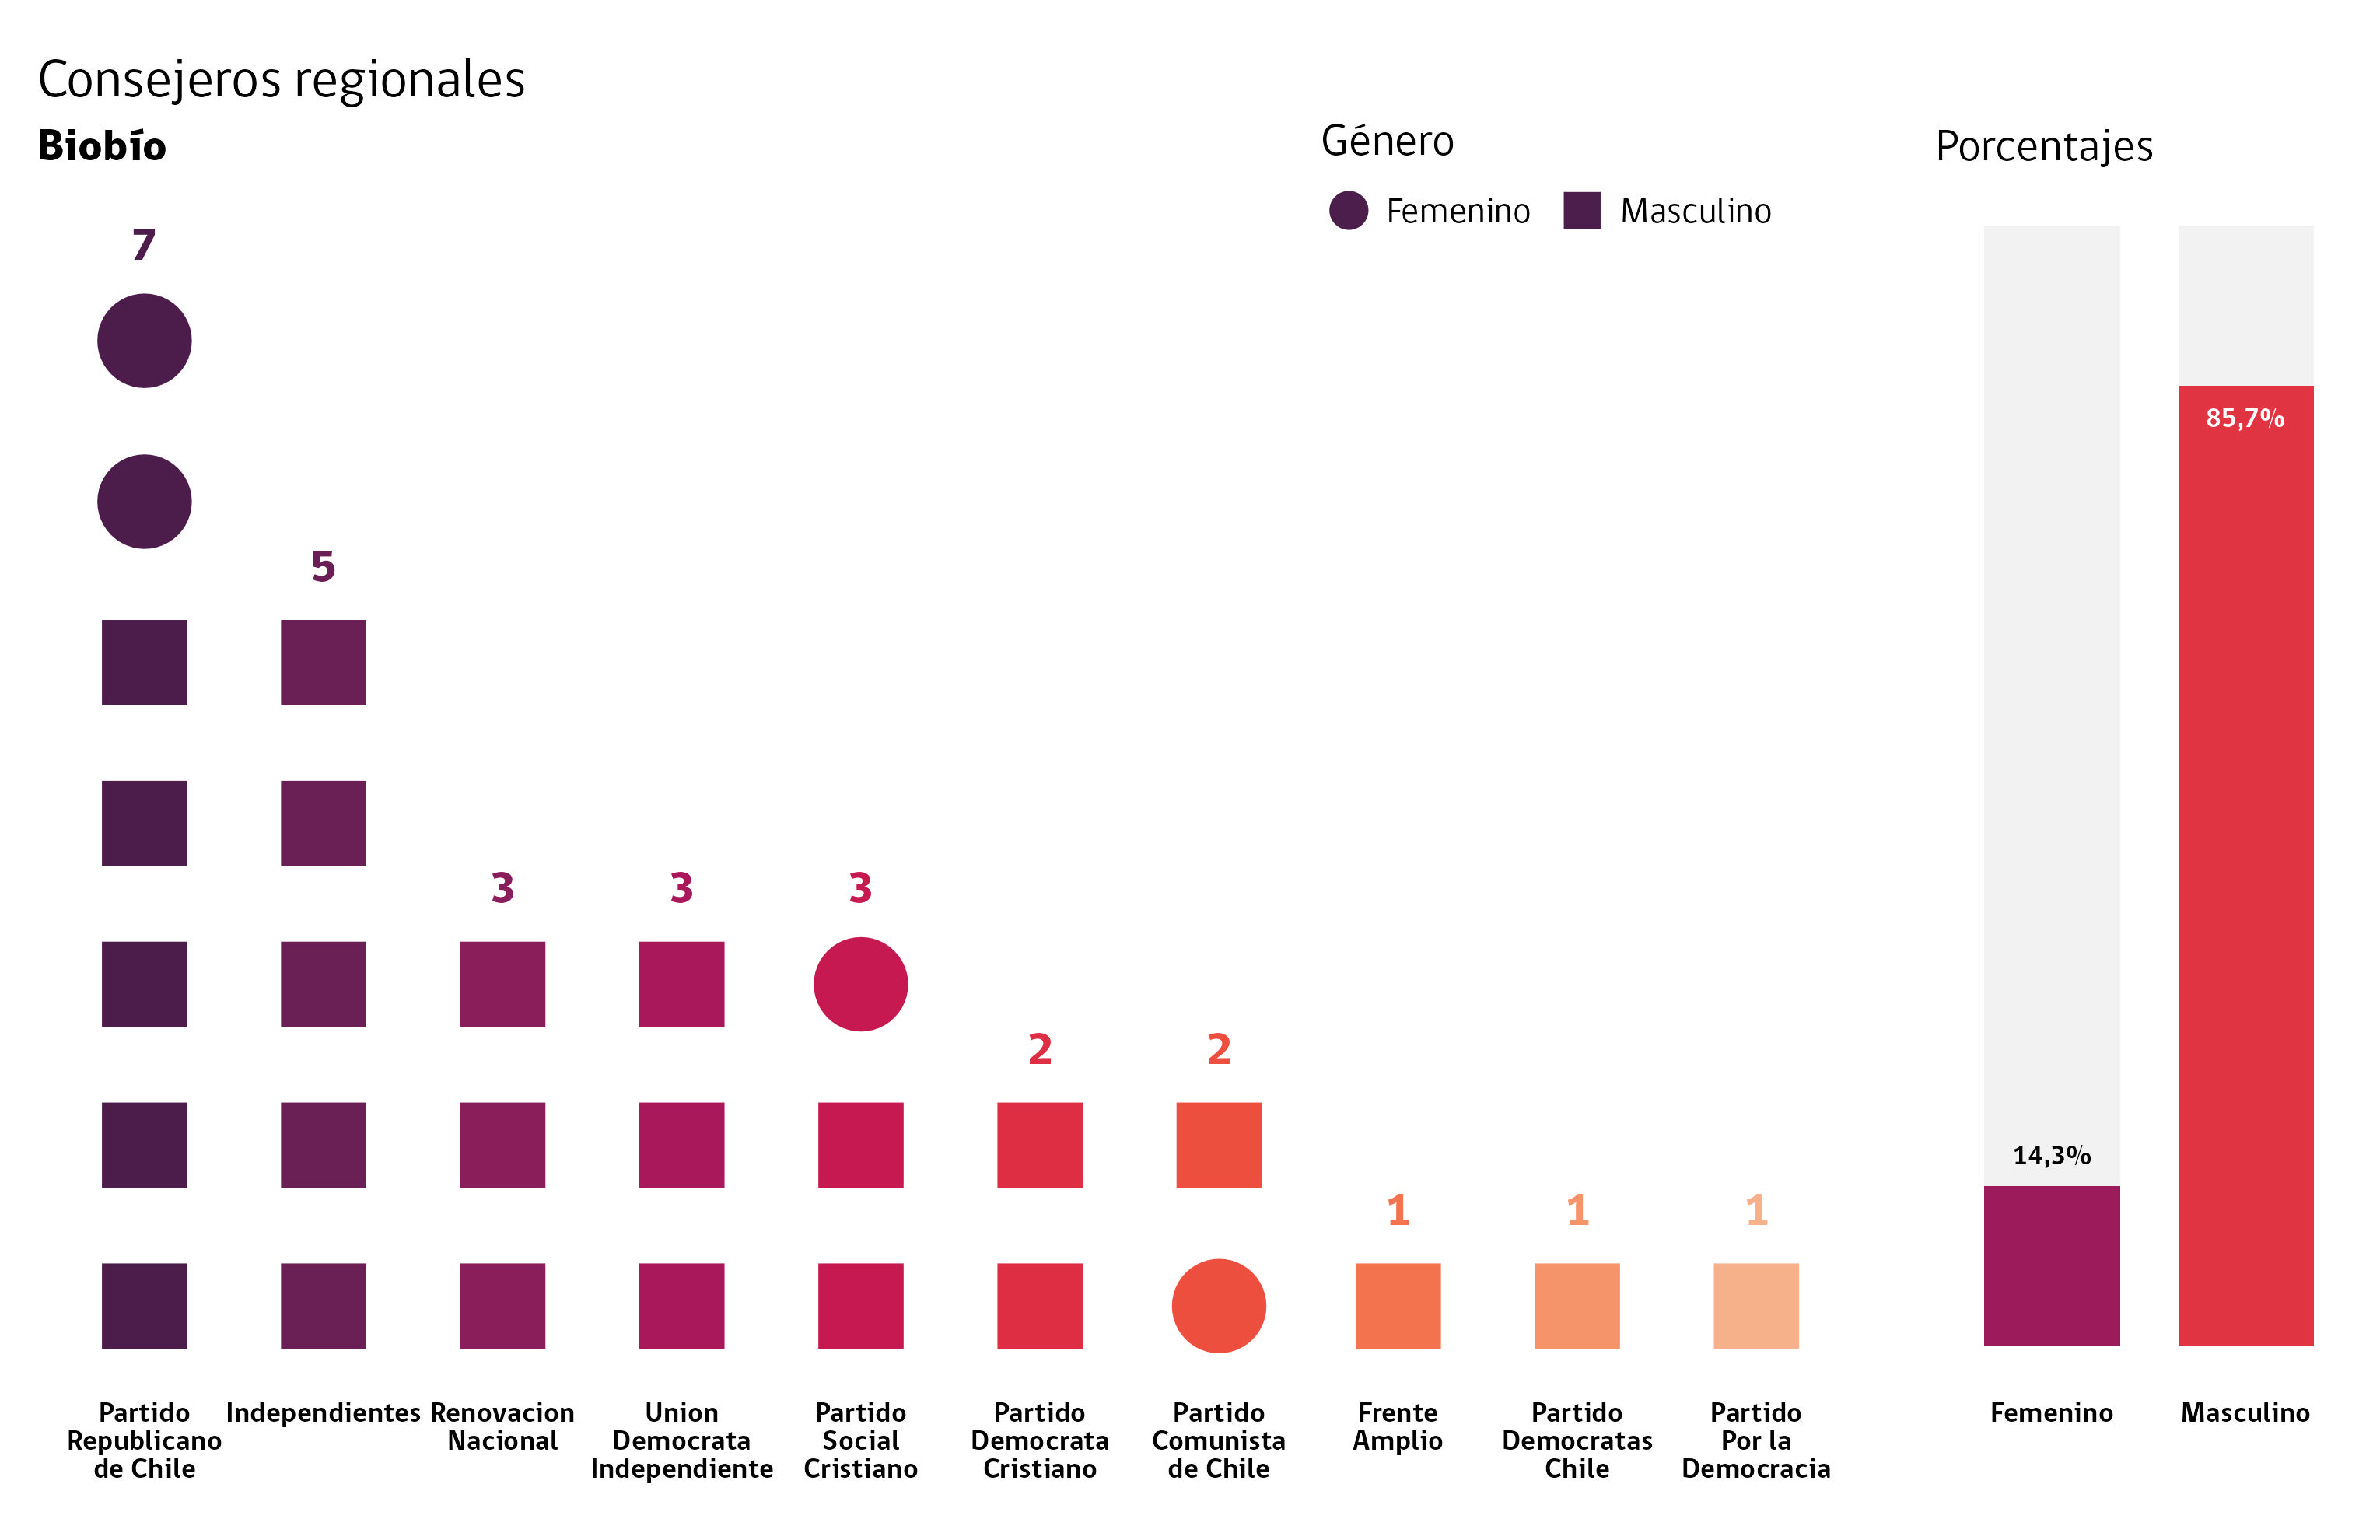 Consejeros regionales
Biobío
Género
Femenino
Masculino
Porcentajes
7
5
3
3
3
2
2
1
1
1
85,7%
14,3%
Partido
Republicano
de Chile
Independientes
Renovacion
Nacional
Union
Democrata
Independiente
Partido
Social
Cristiano
Partido
Democrata
Cristiano
Partido
Comunista
de Chile
Frente
Amplio
Partido
Democratas
Chile
Partido
Por la
Democracia
Femenino
Masculino